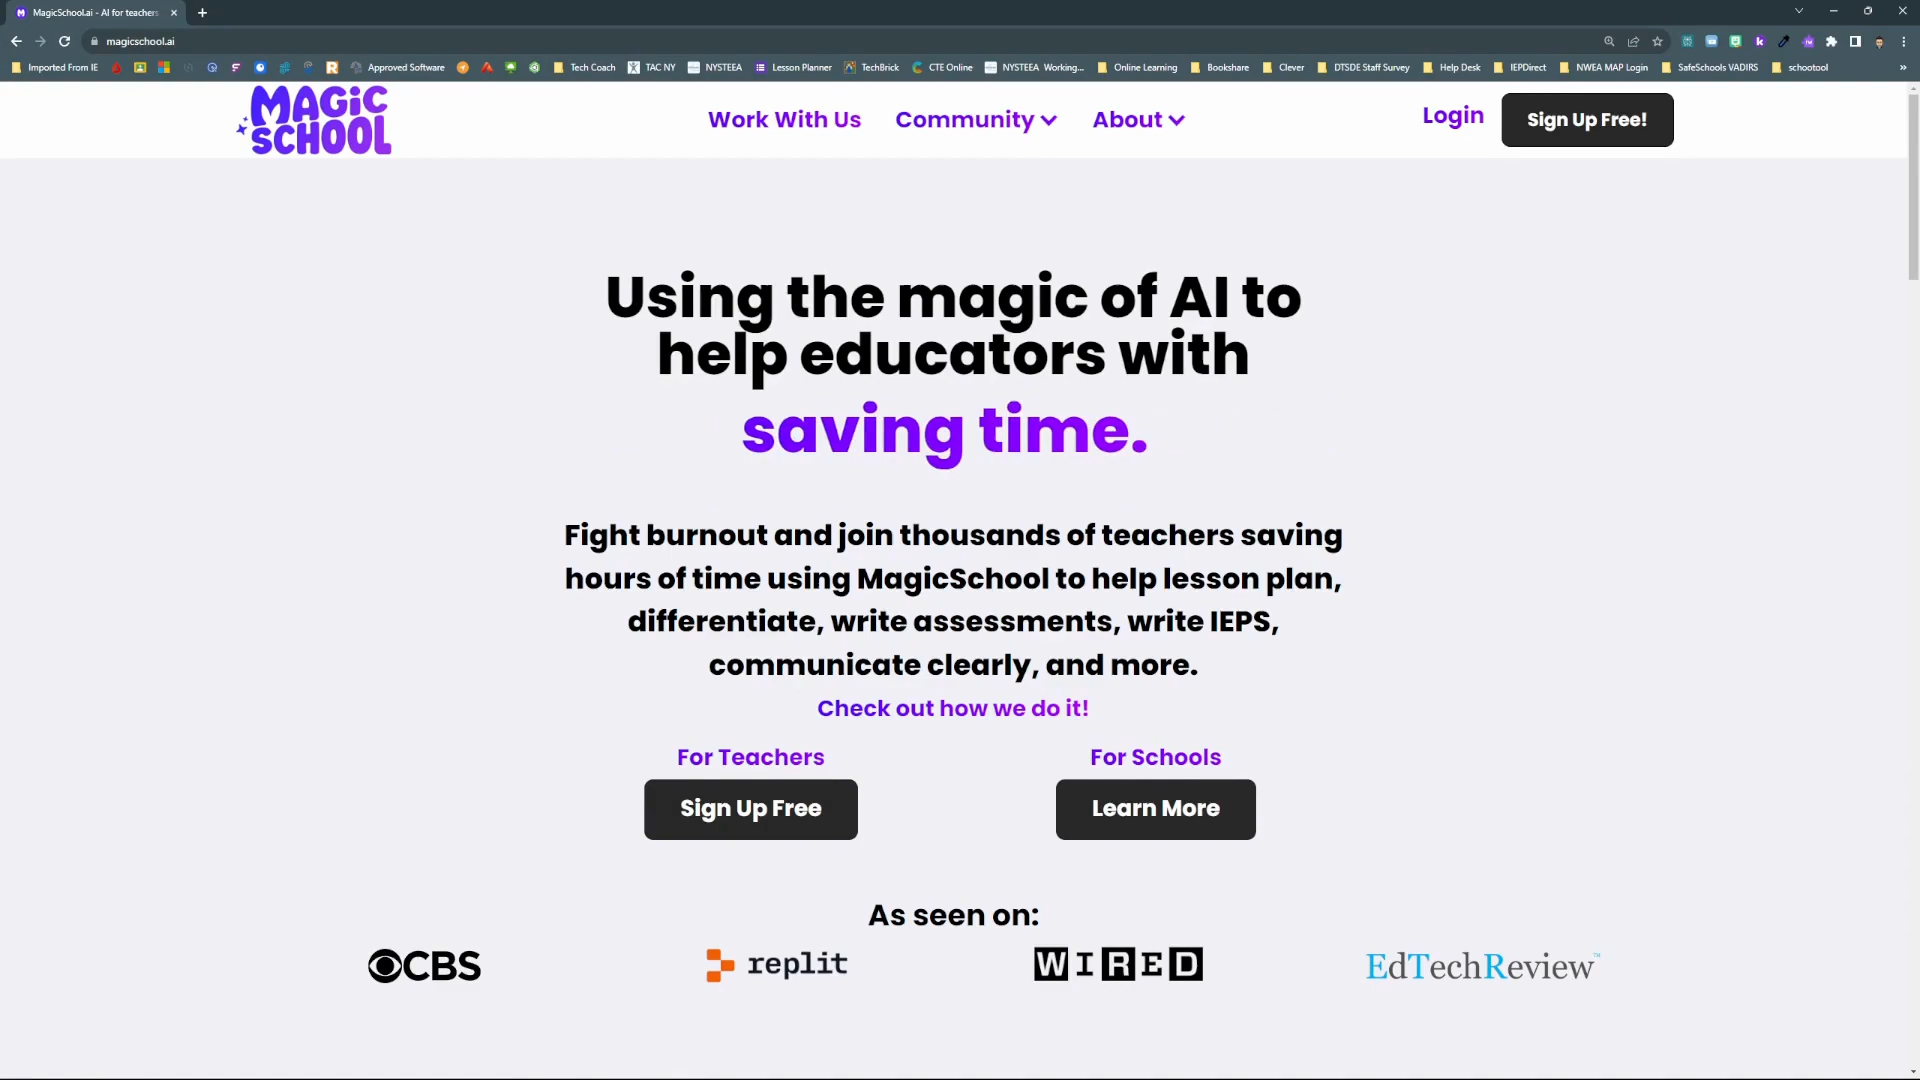 MagicSchool.ai - AI for teachers
magicschool.ai
Imported From IE
Approved Software
Tech Coach
TAC NY
NYSTEEA
Lesson Planner
TechBrick
CTE Online
NYSTEEA Working...
Online Learning
Bookshare
Clever
DTSDE Staff Survey
Help Desk
IEPDirect
NWEA MAP Login
SafeSchools VADIRS
schootool
MAGIC
SCHOOL
Work With Us
Community
About
Login
Sign Up Free!
Using the magic of AI to
help educators with
saving time.
Fight burnout and join thousands of teachers saving
hours of time using MagicSchool to help lesson plan,
differentiate, write assessments, write IEPS,
communicate clearly, and more.
Check out how we do it!
For Teachers
For Schools
Sign Up Free
Learn More
As seen on:
CBS
replit
WIRED
EdTechReview™